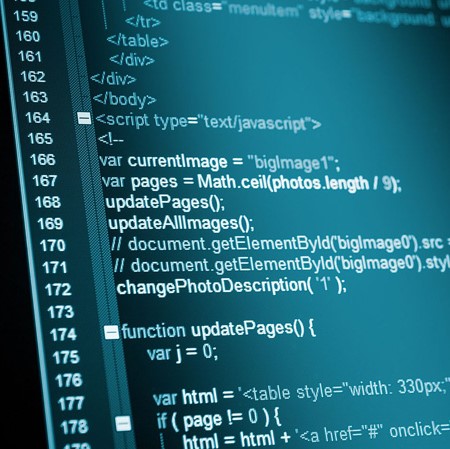 <td class="menuitem" style="background
159 </tr>
160 </table>
161 </div>
162 </div>
163 </body>
164 <script type="text/javascript">
165 <!--
166 var currentImage = "bigImage1";
167 var pages = Math.ceil(photos.length / 9);
168 updatePages();
169 updateAllImages();
170 // document.getElementById('bigImage0').src =
171 // document.getElementById('bigImage0').styl
172 changePhotoDescription( '1' );
173
174 function updatePages() {
175 var j = 0;
176
177 var html = '<table style="width: 330px;"
178 if ( page != 0 ) {
179 html = html + '<a href="#" onclick=